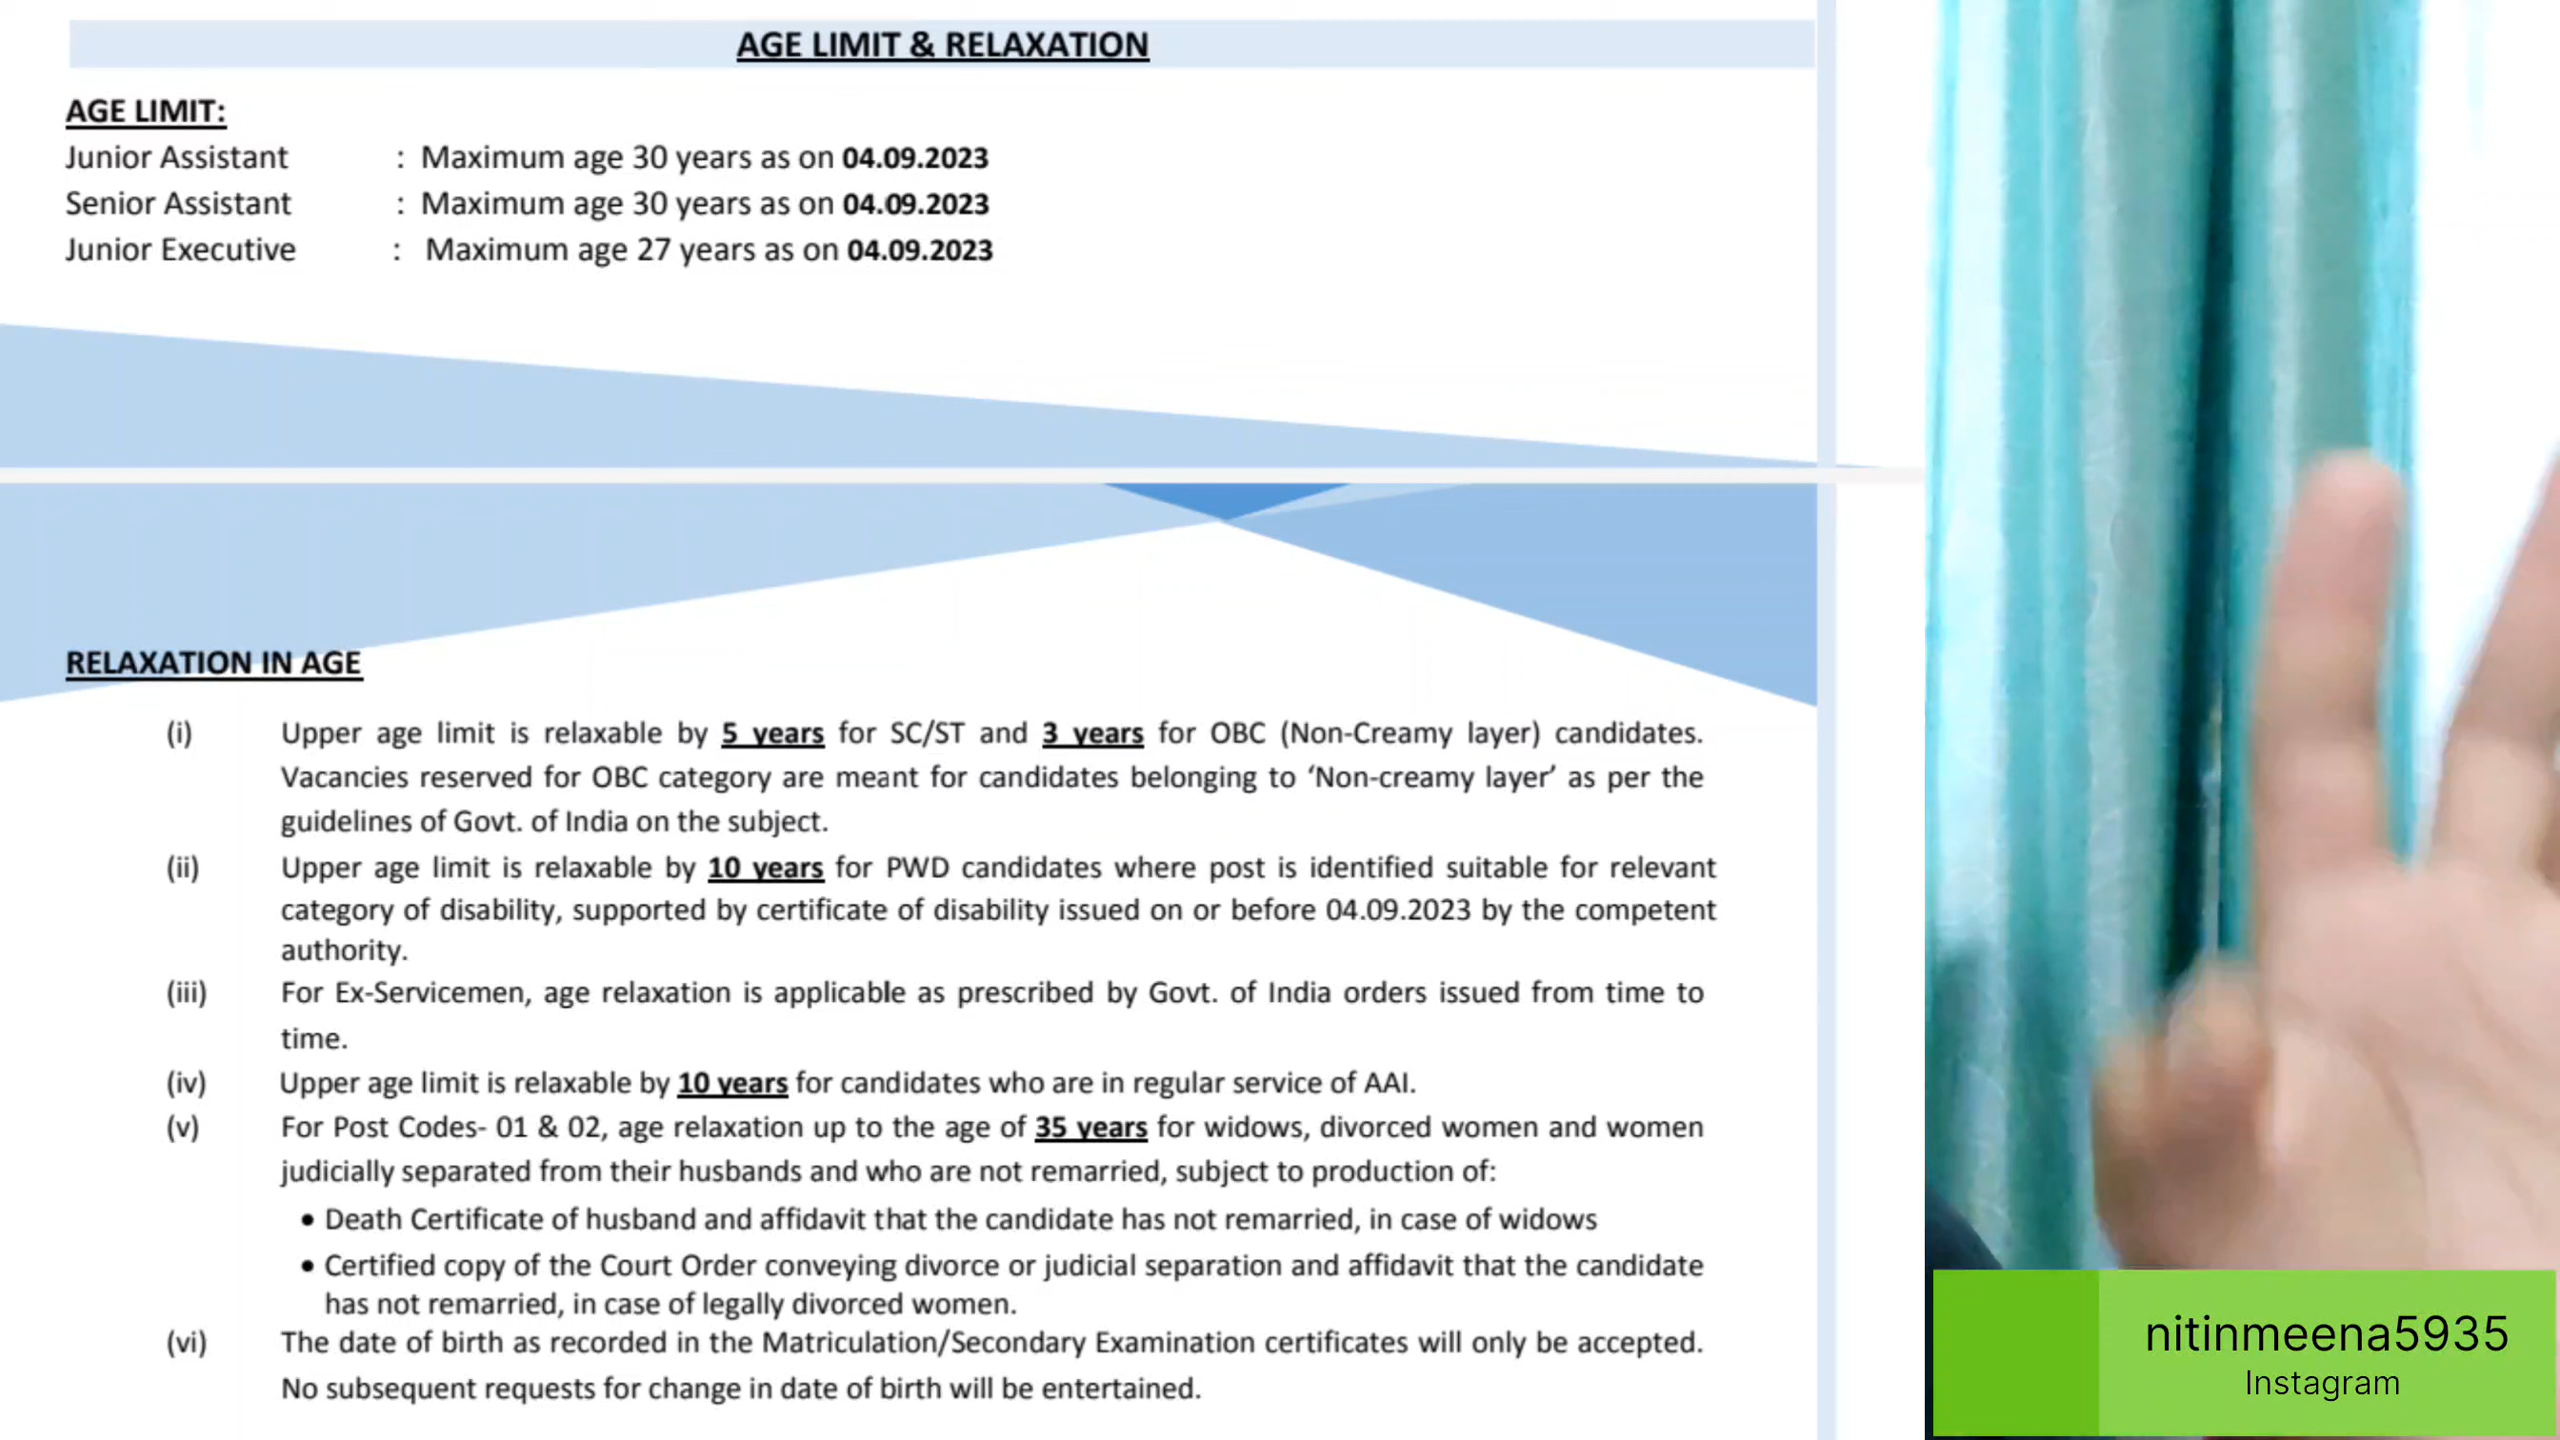 AGE LIMIT & RELAXATION
AGE LIMIT:
Junior Assistant : Maximum age 30 years as on 04.09.2023
Senior Assistant : Maximum age 30 years as on 04.09.2023
Junior Executive : Maximum age 27 years as on 04.09.2023
RELAXATION IN AGE
(i) Upper age limit is relaxable by 5 years for SC/ST and 3 years for OBC (Non-Creamy layer) candidates.
Vacancies reserved for OBC category are meant for candidates belonging to ‘Non-creamy layer’ as per the
guidelines of Govt. of India on the subject.
(ii) Upper age limit is relaxable by 10 years for PWD candidates where post is identified suitable for relevant
category of disability, supported by certificate of disability issued on or before 04.09.2023 by the competent
authority.
(iii) For Ex-Servicemen, age relaxation is applicable as prescribed by Govt. of India orders issued from time to
time.
(iv) Upper age limit is relaxable by 10 years for candidates who are in regular service of AAI.
(v) For Post Codes- 01 & 02, age relaxation up to the age of 35 years for widows, divorced women and women
judicially separated from their husbands and who are not remarried, subject to production of:
• Death Certificate of husband and affidavit that the candidate has not remarried, in case of widows
• Certified copy of the Court Order conveying divorce or judicial separation and affidavit that the candidate
has not remarried, in case of legally divorced women.
(vi) The date of birth as recorded in the Matriculation/Secondary Examination certificates will only be accepted.
No subsequent requests for change in date of birth will be entertained.
nitinmeena5935
Instagram